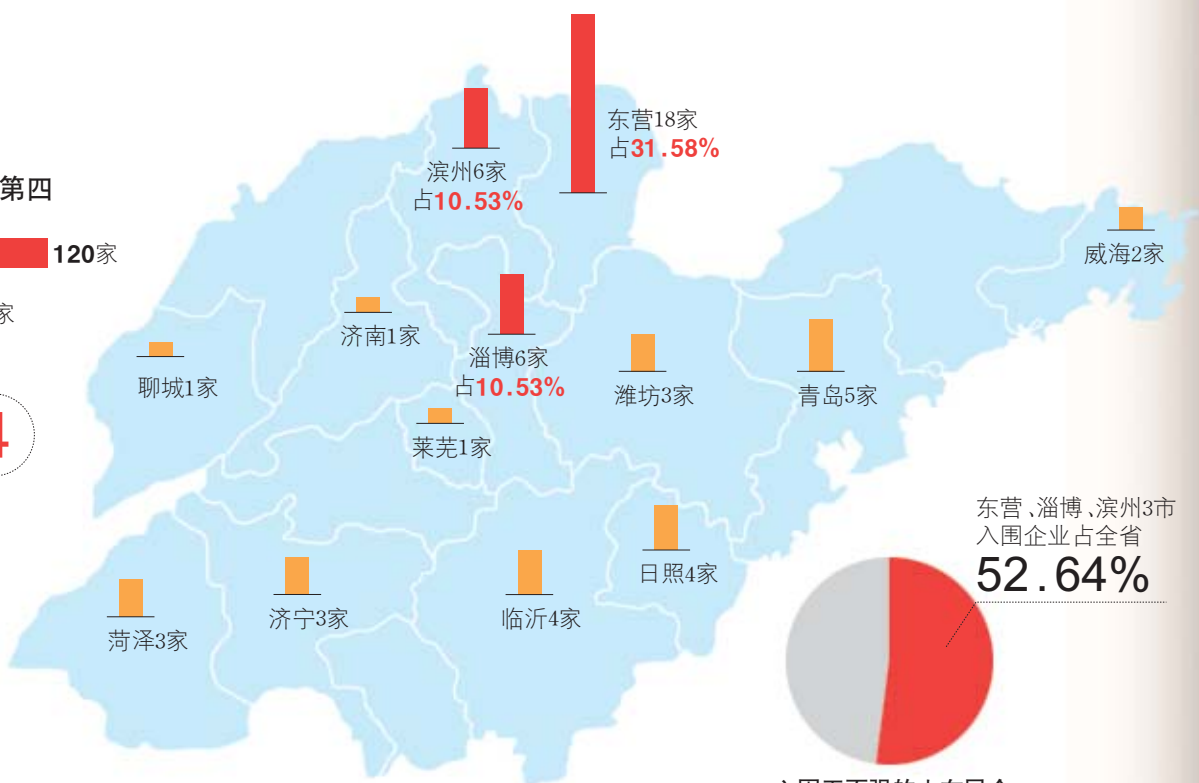 第四
120家
家
4
东营18家
占31.58%
滨州6家
占10.53%
威海2家
济南1家
淄博6家
占10.53%
聊城1家
潍坊3家
青岛5家
莱芜1家
东营、淄博、滨州3市
入围企业占全省
52.64%
日照4家
菏泽3家
济宁3家
临沂4家